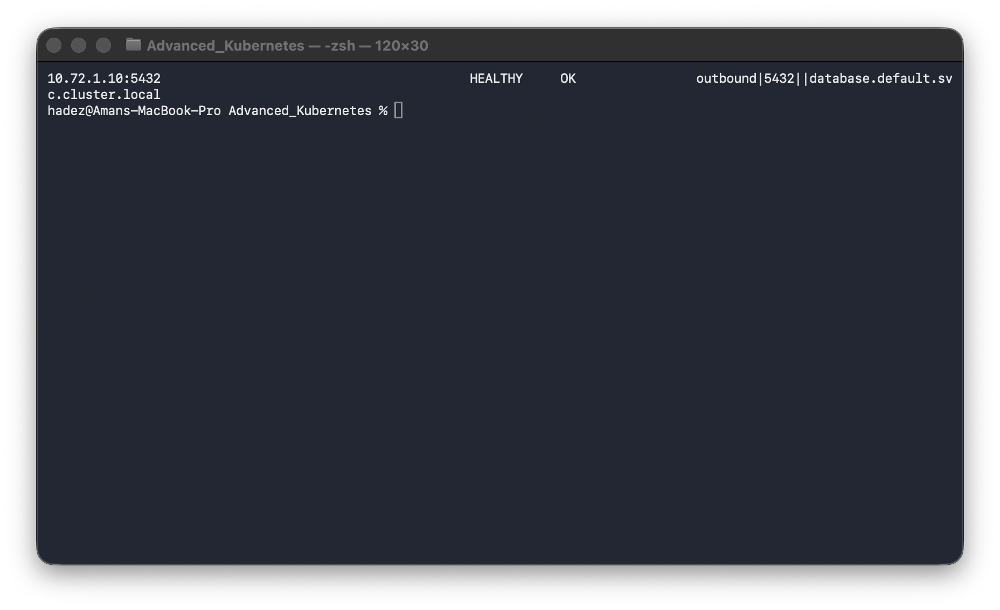 Advanced_Kubernetes — -zsh — 120×30
10.72.1.10:5432 HEALTHY OK outbound|5432||database.default.sv
c.cluster.local
hadez@Amans-MacBook-Pro Advanced_Kubernetes %